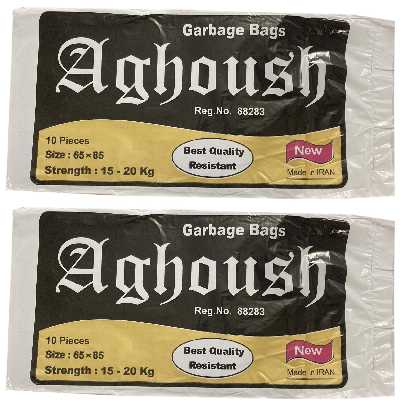 Garbage Bags
Aghoush
Reg.No. 88283
10 Pieces
Size : 65×85
Strength : 15 - 20 Kg
Best Quality
Resistant
New
Made in IRAN
Garbage Bags
Aghoush
Reg.No. 88283
10 Pieces
Size : 65×85
Strength : 15 - 20 Kg
Best Quality
Resistant
New
Made in IRAN